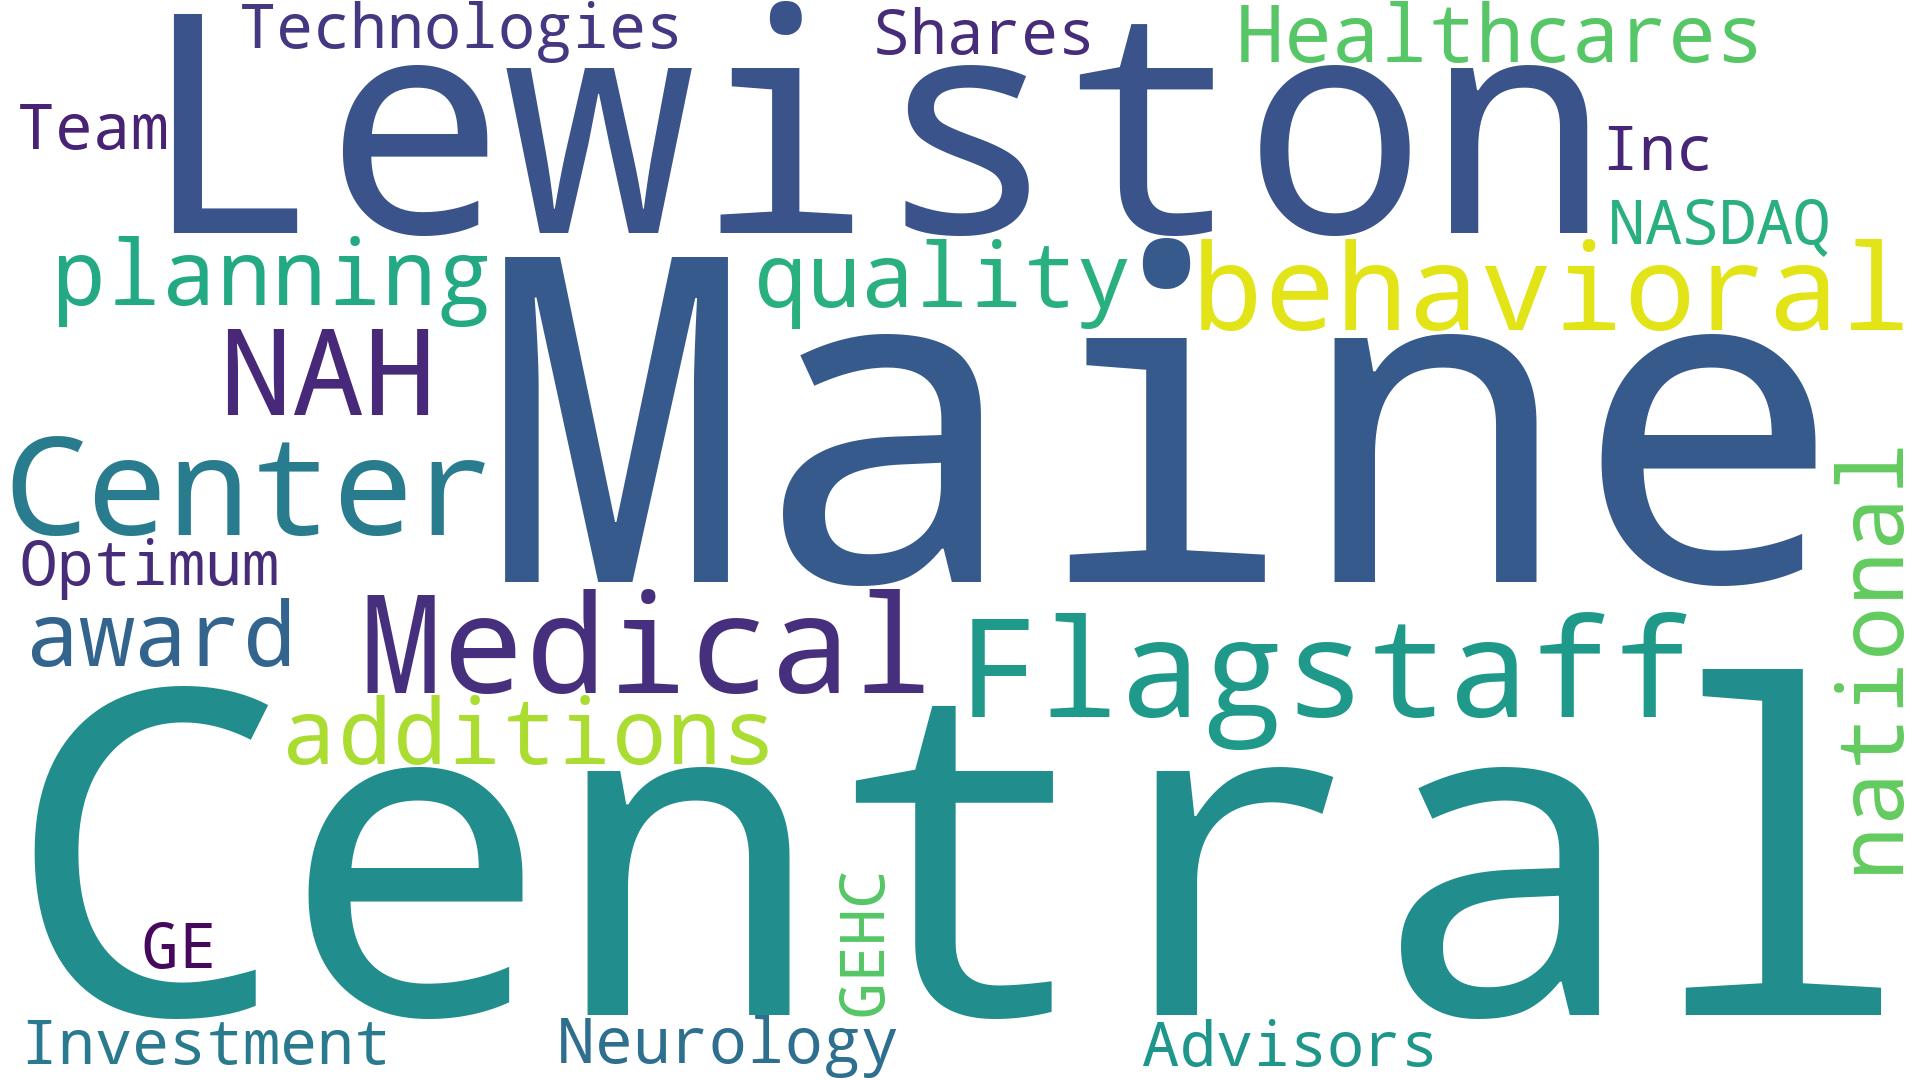 Technologies
Shares
Healthcares
Lewiston
Team
Inc
NASDAQ
planning
quality
behavioral
Maine
NAH
Center
Optimum
national
award
Medical
Flagstaff
additions
Central
GE
GEHC
Investment
Neurology
Advisors